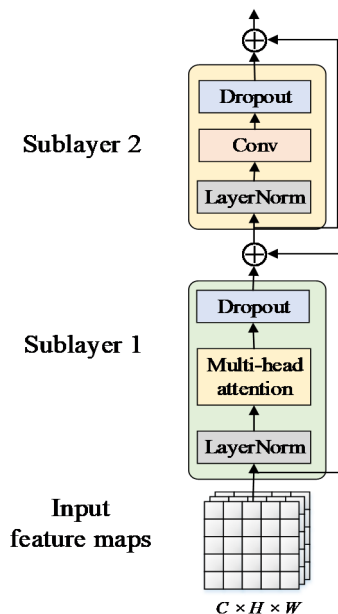 Dropout
Sublayer 2
Conv
LayerNorm
Dropout
Sublayer 1
Multi-head
attention
LayerNorm
Input
feature maps
C × H × W